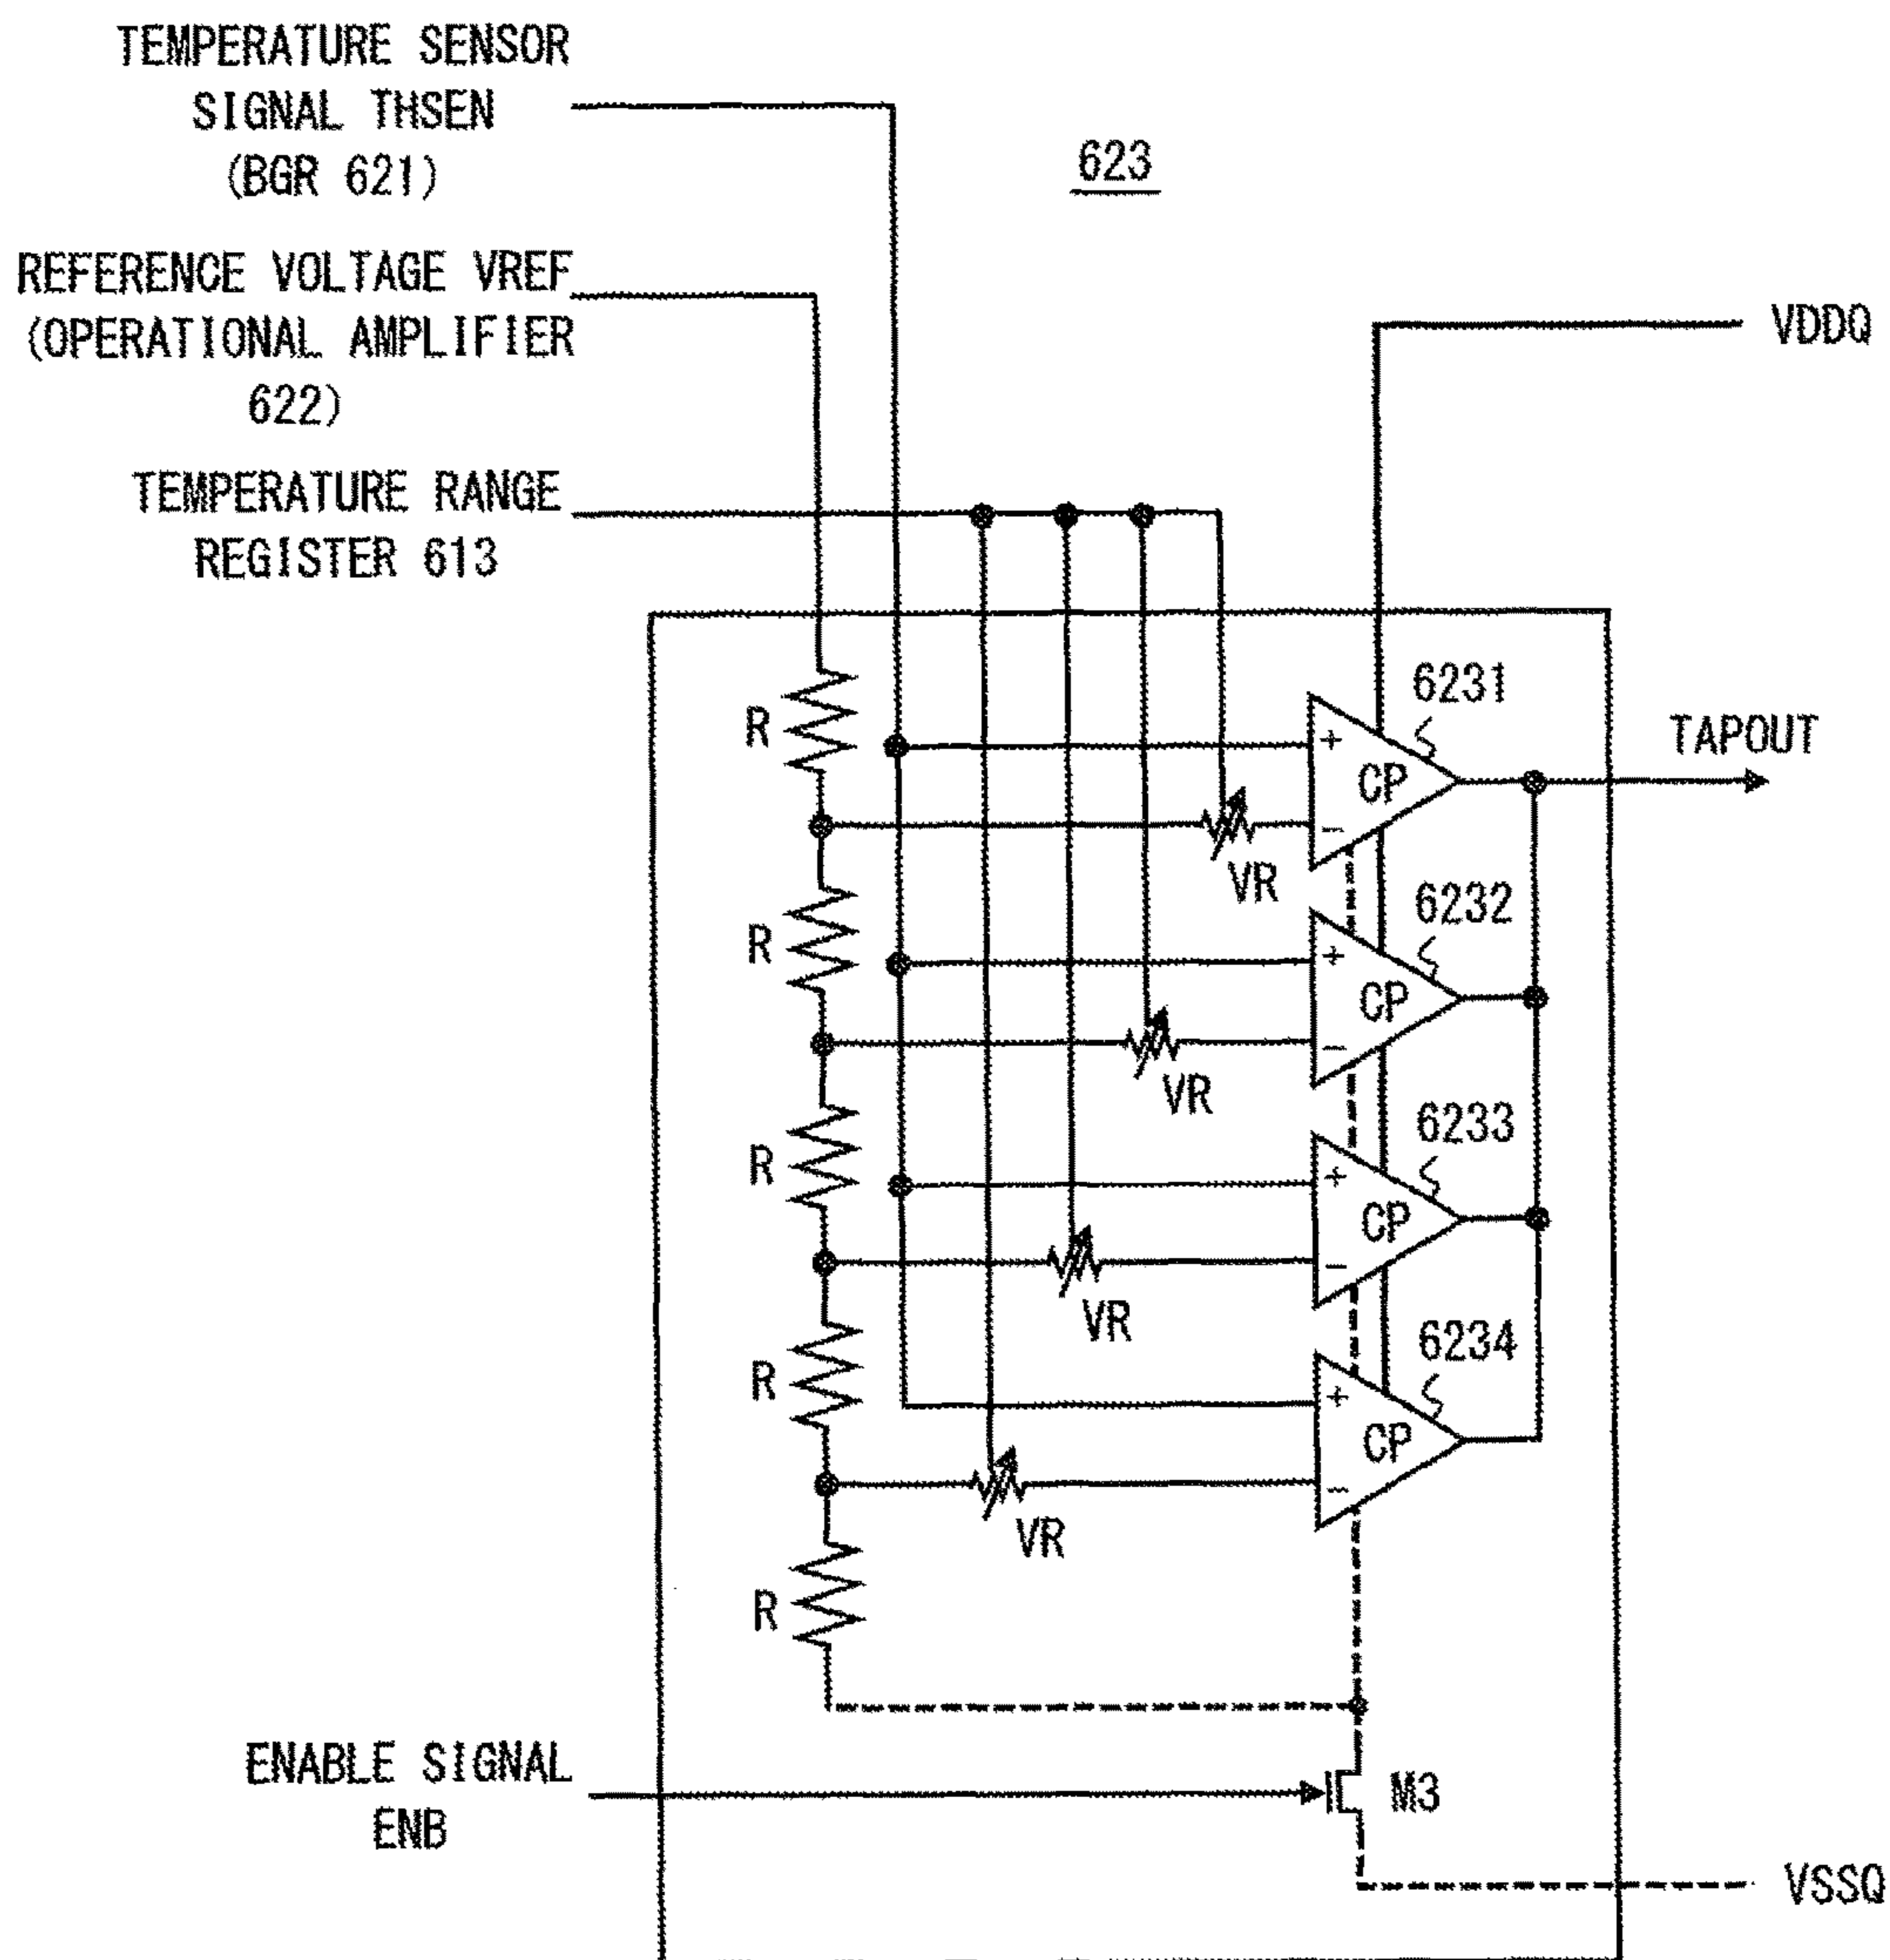 TEMPERATURE SENSOR
SIGNAL THSEN
(BGR 621)
623
REFERENCE VOLTAGE VREF
(OPERATIONAL AMPLIFIER
622)
VDDQ
TEMPERATURE RANGE
REGISTER 613
6231
R
+
CP
TAPOUT
-
VR
6232
R
+
CP
-
VR
6233
R
+
CP
-
VR
6234
R
+
CP
-
VR
R
ENABLE SIGNAL
ENB
M3
VSSQ